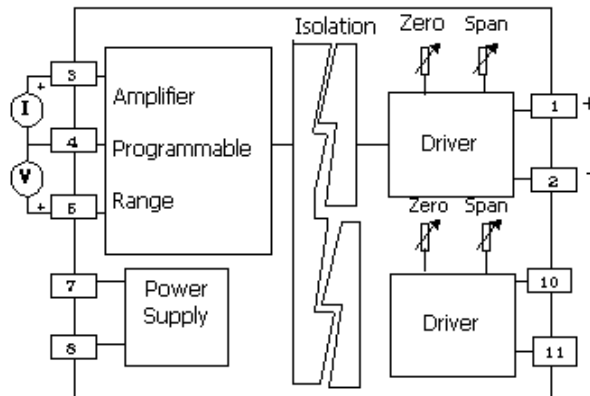 Isolation
Zero Span
3
+
I
Amplifier
1
+
4
Programmable
Driver
V
2
-
+
5
Range
Zero Span
7
Power
Supply
10
Driver
8
11